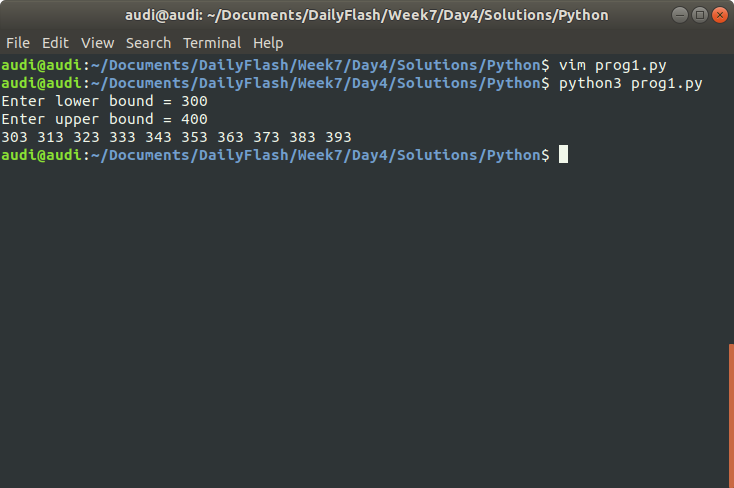 audi@audi: ~/Documents/DailyFlash/Week7/Day4/Solutions/Python
File Edit View Search Terminal Help
audi@audi:~/Documents/DailyFlash/Week7/Day4/Solutions/Python$ vim prog1.py
audi@audi:~/Documents/DailyFlash/Week7/Day4/Solutions/Python$ python3 prog1.py
Enter lower bound = 300
Enter upper bound = 400
303 313 323 333 343 353 363 373 383 393
audi@audi:~/Documents/DailyFlash/Week7/Day4/Solutions/Python$